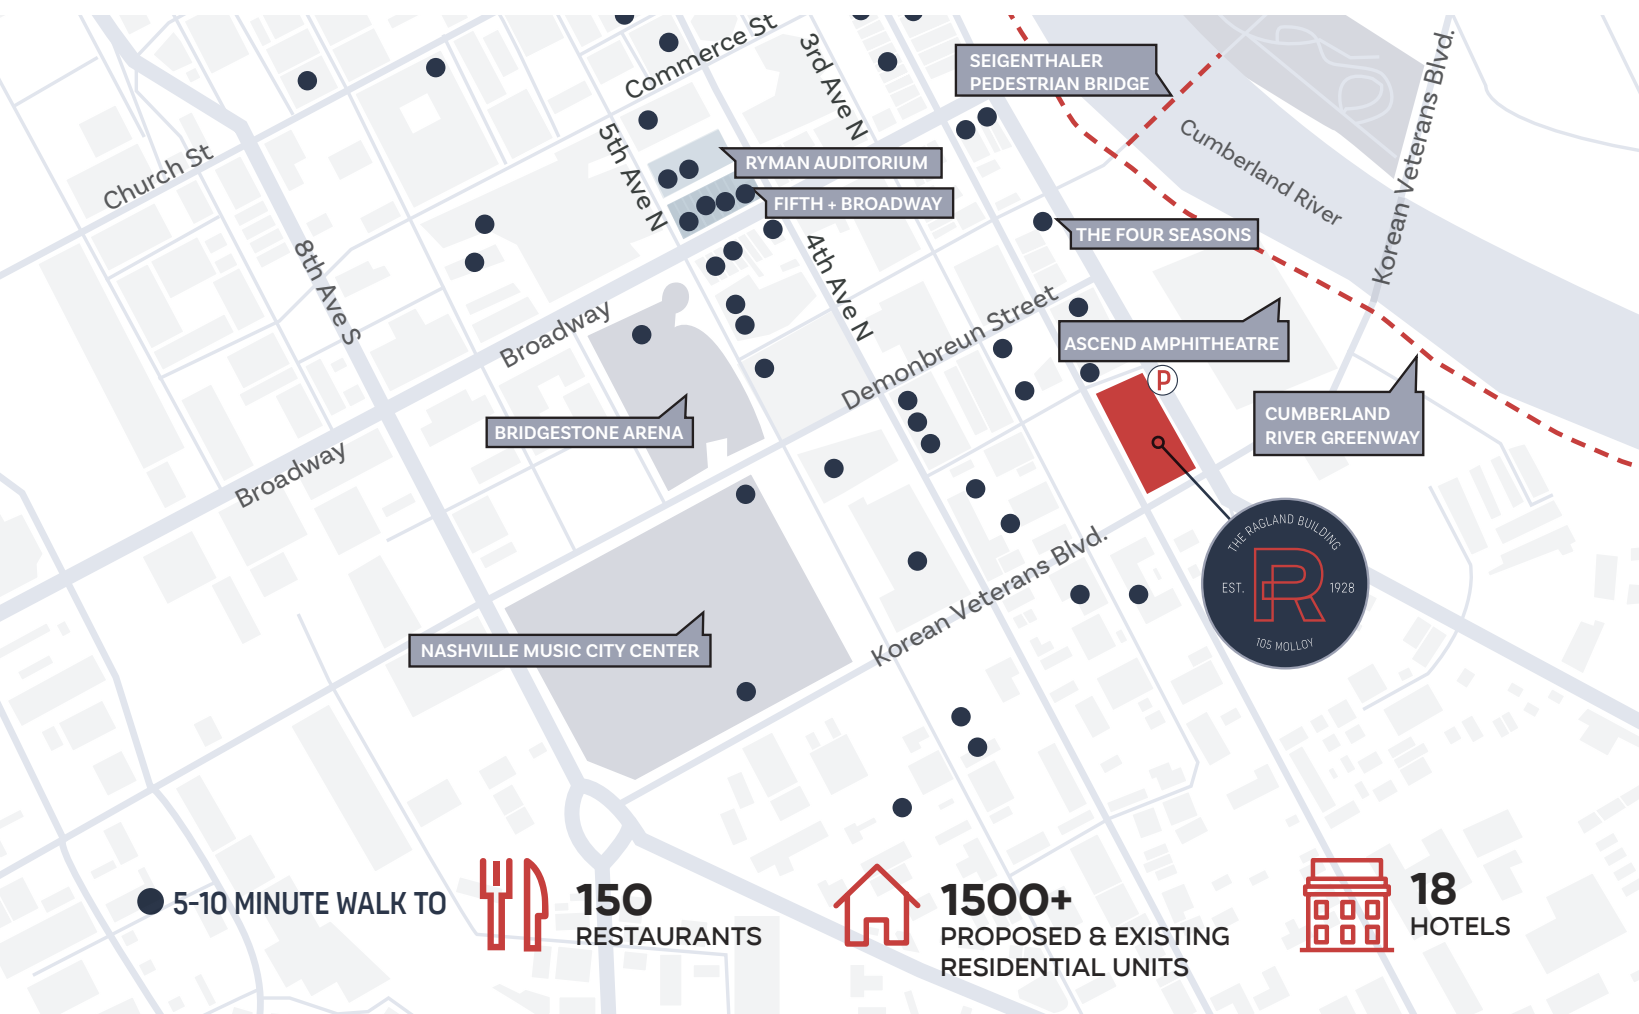 Commerce St
3rd Ave N
SEIGENTHALER
PEDESTRIAN BRIDGE
Korean Veterans Blvd.
Cumberland River
Church St
5th Ave N
RYMAN AUDITORIUM
FIFTH + BROADWAY
THE FOUR SEASONS
8th Ave S
4th Ave N
Broadway
Demonbreun Street
ASCEND AMPHITHEATRE
P
BRIDGESTONE ARENA
CUMBERLAND
RIVER GREENWAY
Broadway
Korean Veterans Blvd.
THE RAGLAND BUILDING
EST.
R
1928
105 MOLLOY
NASHVILLE MUSIC CITY CENTER
5-10 MINUTE WALK TO
150
RESTAURANTS
1500+
PROPOSED & EXISTING
RESIDENTIAL UNITS
18
HOTELS